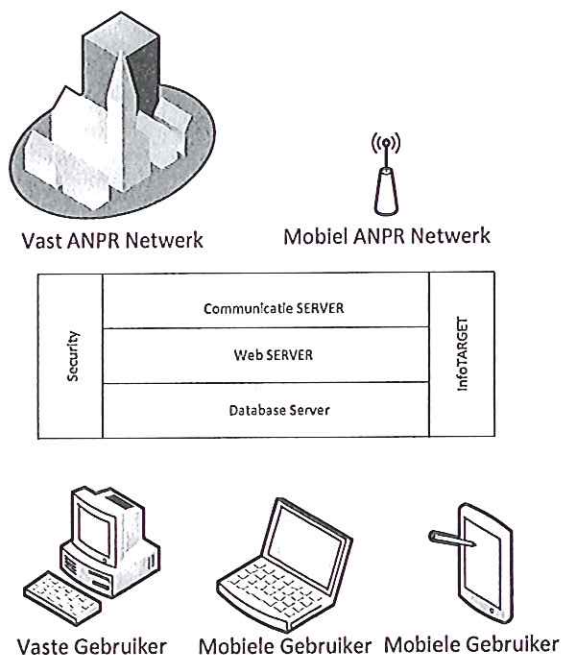 Vast ANPR Netwerk
Mobiel ANPR Netwerk
Security
Communicatie SERVER
Web SERVER
Database Server
InfoTARGET
Vaste Gebruiker
Mobiele Gebruiker
Mobiele Gebruiker